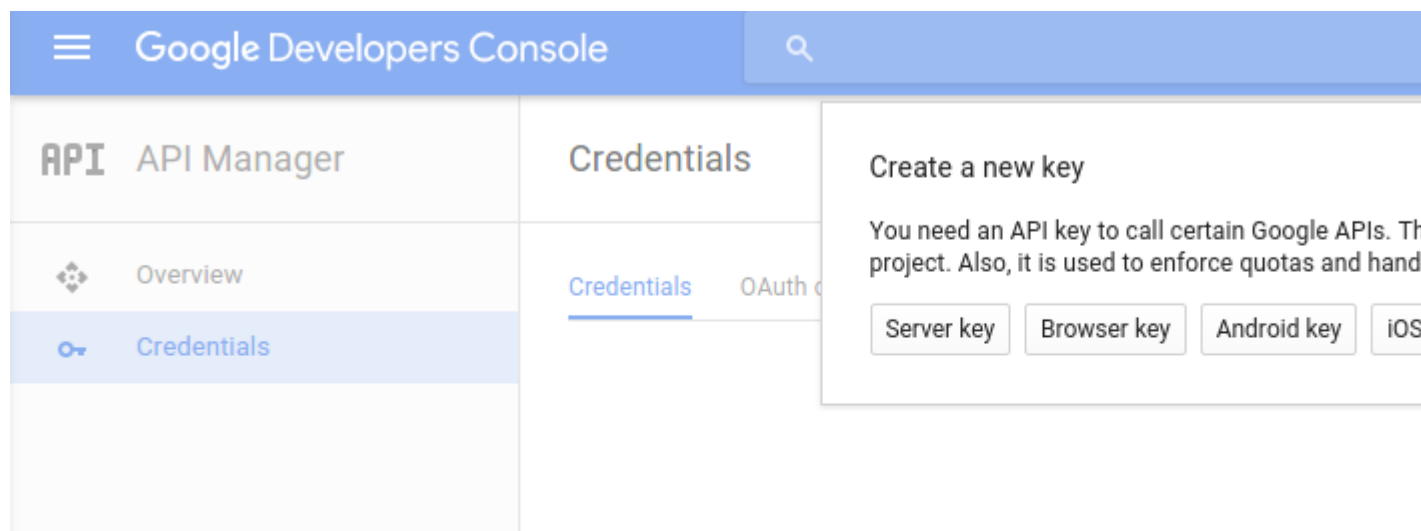 Google Developers Console
API API Manager
Credentials
Overview
Credentials
Credentials OAuth
Create a new key
You need an API key to call certain Google APIs.
project. Also, it is used to enforce quotas and
Server key Browser key Android key iOS